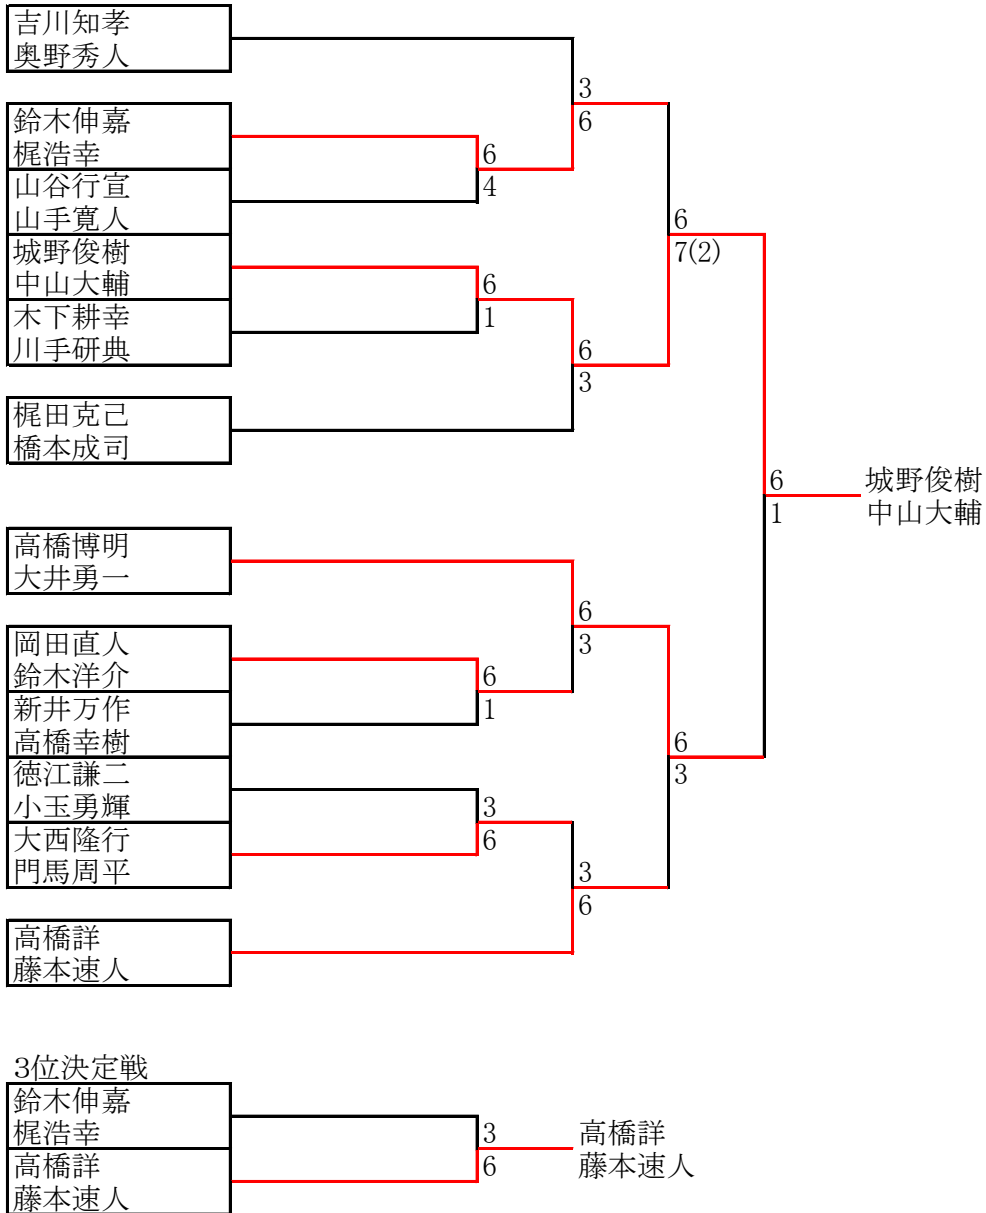 吉川知孝
奥野秀人
3
6
鈴木伸嘉
梶浩幸
6
4
山谷行宣
山手寛人
6
7(2)
城野俊樹
中山大輔
6
1
木下耕幸
川手研典
6
3
梶田克己
橋本成司
6
1
城野俊樹
中山大輔
高橋博明
大井勇一
6
3
岡田直人
鈴木洋介
6
1
新井万作
高橋幸樹
6
3
徳江謙二
小玉勇輝
3
6
大西隆行
門馬周平
3
6
高橋詳
藤本速人
3位決定戦
鈴木伸嘉
梶浩幸
3
6
高橋詳
藤本速人
高橋詳
藤本速人